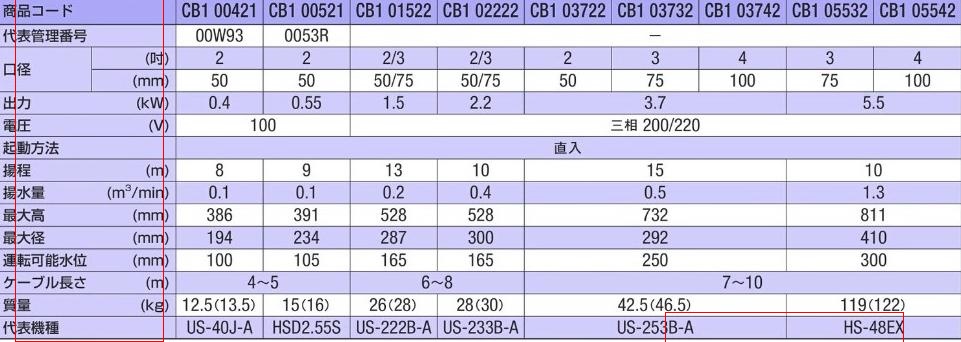 商品コード CB1 00421 CB1 00521 CB1 01522 CB1 02222 CB1 03722 CB1 03732 CB1 03742 CB1 05532 CB1 05542
代表管理番号 00W93 0053R －
口径 (吋) 2 2 2/3 2/3 2 3 4 3 4
(mm) 50 50 50/75 50/75 50 75 100 75 100
出力 (kW) 0.4 0.55 1.5 2.2 3.7 5.5
電圧 (V) 100 三相 200/220
起動方法 直入
揚程 (m) 8 9 13 10 15 10
揚水量 (m³/min) 0.1 0.1 0.2 0.4 0.5 1.3
最大高 (mm) 386 391 528 528 732 811
最大径 (mm) 194 234 287 300 292 410
運転可能水位 (mm) 100 105 165 165 250 300
ケーブル長さ (m) 4～5 6～8 7～10
質量 (kg) 12.5(13.5) 15(16) 26(28) 28(30) 42.5(46.5) 119(122)
代表機種 US-40J-A HSD2.55S US-222B-A US-233B-A US-253B-A HS-48EX